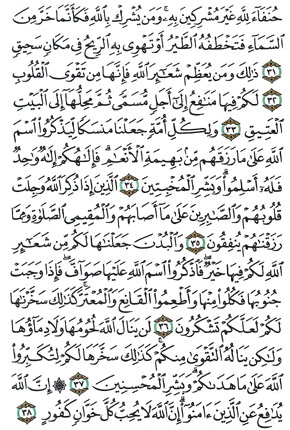 حُنَفَآءَ لِلَّهِ غَيْرَ مُشْرِكِينَ بِهِۦ ۚ وَمَن يُشْرِكْ بِٱللَّهِ فَكَأَنَّمَا خَرَّ مِنَ
ٱلسَّمَآءِ فَتَخْطَفُهُ ٱلطَّيْرُ أَوْ تَهْوِى بِهِ ٱلرِّيحُ فِى مَكَانٍ سَحِيقٍ
٣١ ذَٰلِكَ وَمَن يُعَظِّمْ شَعَـٰٓئِرَ ٱللَّهِ فَإِنَّهَا مِن تَقْوَى ٱلْقُلُوبِ
٣٢ لَكُمْ فِيهَا مَنَـٰفِعُ إِلَىٰٓ أَجَلٍ مُّسَمًّى ثُمَّ مَحِلُّهَآ إِلَى ٱلْبَيْتِ
ٱلْعَتِيقِ ٣٣ وَلِكُلِّ أُمَّةٍ جَعَلْنَا مَنسَكًا لِّيَذْكُرُوا۟ ٱسْمَ
ٱللَّهِ عَلَىٰ مَا رَزَقَهُم مِّنۢ بَهِيمَةِ ٱلْأَنْعَـٰمِ ۗ فَإِلَـٰهُكُمْ إِلَـٰهٌ وَٰحِدٌ
فَلَهُۥٓ أَسْلِمُوا۟ ۗ وَبَشِّرِ ٱلْمُخْبِتِينَ ٣٤ ٱلَّذِينَ إِذَا ذُكِرَ ٱللَّهُ وَجِلَتْ
قُلُوبُهُمْ وَٱلصَّـٰبِرِينَ عَلَىٰ مَآ أَصَابَهُمْ وَٱلْمُقِيمِى ٱلصَّلَوٰةِ وَمِمَّا
رَزَقْنَـٰهُمْ يُنفِقُونَ ٣٥ وَٱلْبُدْنَ جَعَلْنَـٰهَا لَكُم مِّن شَعَـٰٓئِرِ
ٱللَّهِ لَكُمْ فِيهَا خَيْرٌ ۖ فَٱذْكُرُوا۟ ٱسْمَ ٱللَّهِ عَلَيْهَا صَوَآفَّ ۖ فَإِذَا وَجَبَتْ
جُنُوبُهَا فَكُلُوا۟ مِنْهَا وَأَطْعِمُوا۟ ٱلْقَانِعَ وَٱلْمُعْتَرَّ ۚ كَذَٰلِكَ سَخَّرْنَـٰهَا
لَكُمْ لَعَلَّكُمْ تَشْكُرُونَ ٣٦ لَن يَنَالَ ٱللَّهَ لُحُومُهَا وَلَا دِمَآؤُهَا
وَلَـٰكِن يَنَالُهُ ٱلتَّقْوَىٰ مِنكُمْ ۚ كَذَٰلِكَ سَخَّرَهَا لَكُمْ لِتُكَبِّرُوا۟
ٱللَّهَ عَلَىٰ مَا هَدَىٰكُمْ ۗ وَبَشِّرِ ٱلْمُحْسِنِينَ ٣٧ ۞ إِنَّ ٱللَّهَ
يُدَٰفِعُ عَنِ ٱلَّذِينَ ءَامَنُوٓا۟ ۗ إِنَّ ٱللَّهَ لَا يُحِبُّ كُلَّ خَوَّانٍ كَفُورٍ ٣٨